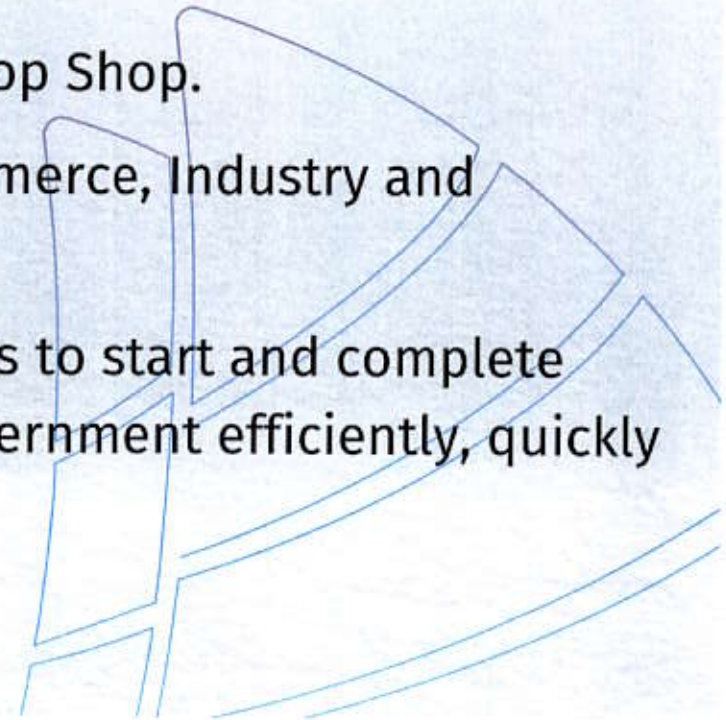 op Shop.
merce, Industry and
s to start and complete
ernment efficiently, quickly